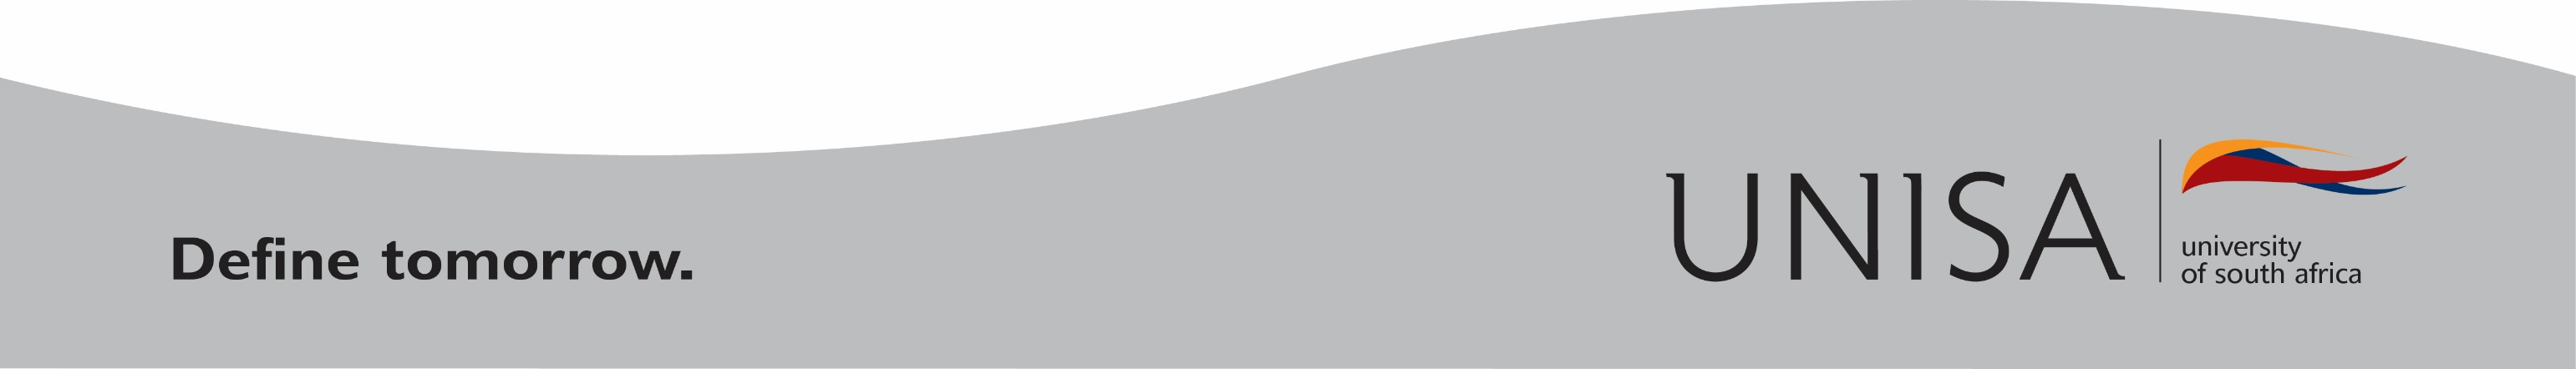 Define tomorrow.
UNISA
university
of south africa